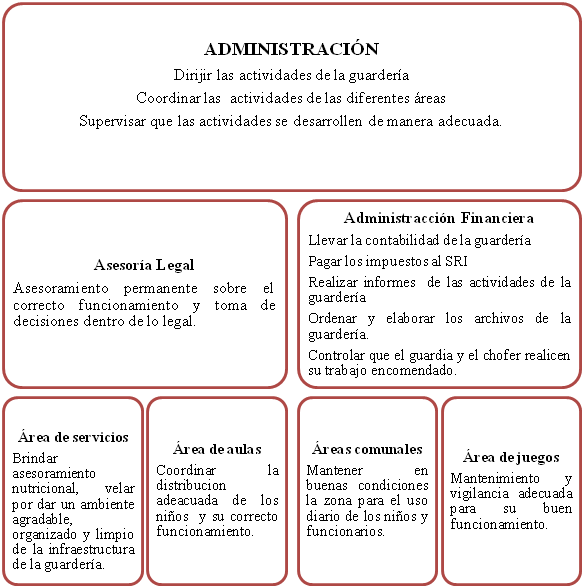 ADMINISTRACIÓN
Dirijir las actividades de la guardería
Coordinar las actividades de las diferentes áreas
Supervisar que las actividades se desarrollen de manera adecuada.
Asesoría Legal
Asesoramiento permanente sobre el
correcto funcionamiento y toma de
decisiones dentro de lo legal.
Administracción Financiera
Llevar la contabilidad de la guardería
Pagar los impuestos al SRI
Realizar informes de las actividades de la
guardería
Ordenar y elaborar los archivos de la
guardería.
Controlar que el guardia y el chofer realicen
su trabajo encomendado.
Área de servicios
Brindar
asesoramiento
nutricional, velar
por dar un ambiente
agradable,
organizado y limpio
de la infraestructura
de la guardería.
Área de aulas
Coordinar la
distribucion
adeacuada de los
niños y su correcto
funcionamiento.
Áreas comunales
Mantener en
buenas condiciones
la zona para el uso
diario de los niños y
funcionarios.
Área de juegos
Mantenimiento y
vigilancia adecuada
para su buen
funcionamiento.